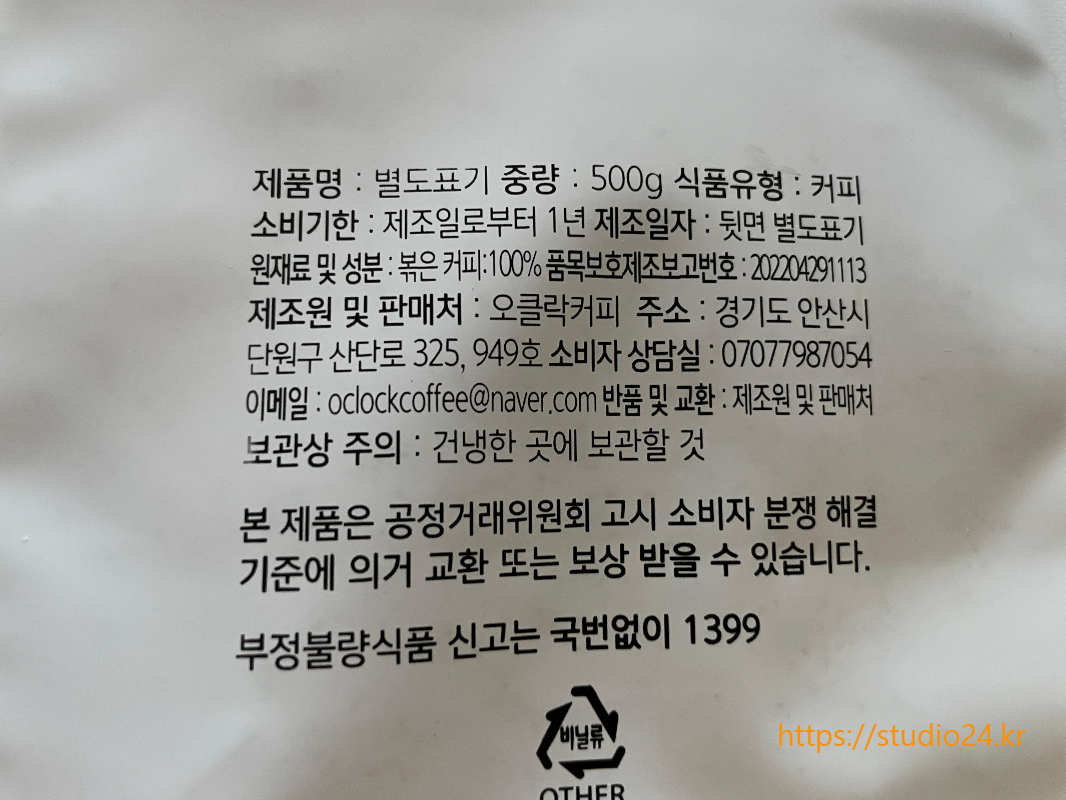 제품명 : 별도표기 중량 : 500g 식품유형 : 커피
소비기한 : 제조일로부터 1년 제조일자 : 뒷면 별도표기
원재료 및 성분 : 볶은 커피:100% 품목보호제조보고번호 : 202204291113
제조원 및 판매처 : 오클락커피 주소 : 경기도 안산시
단원구 산단로 325, 949호 소비자 상담실 : 07077987054
이메일 : oclockcoffee@naver.com 반품 및 교환 : 제조원 및 판매처
보관상 주의 : 건냉한 곳에 보관할 것
본 제품은 공정거래위원회 고시 소비자 분쟁 해결
기준에 의거 교환 또는 보상 받을 수 있습니다.
부정불량식품 신고는 국번없이 1399
비닐류
OTHER
https://studio24.kr